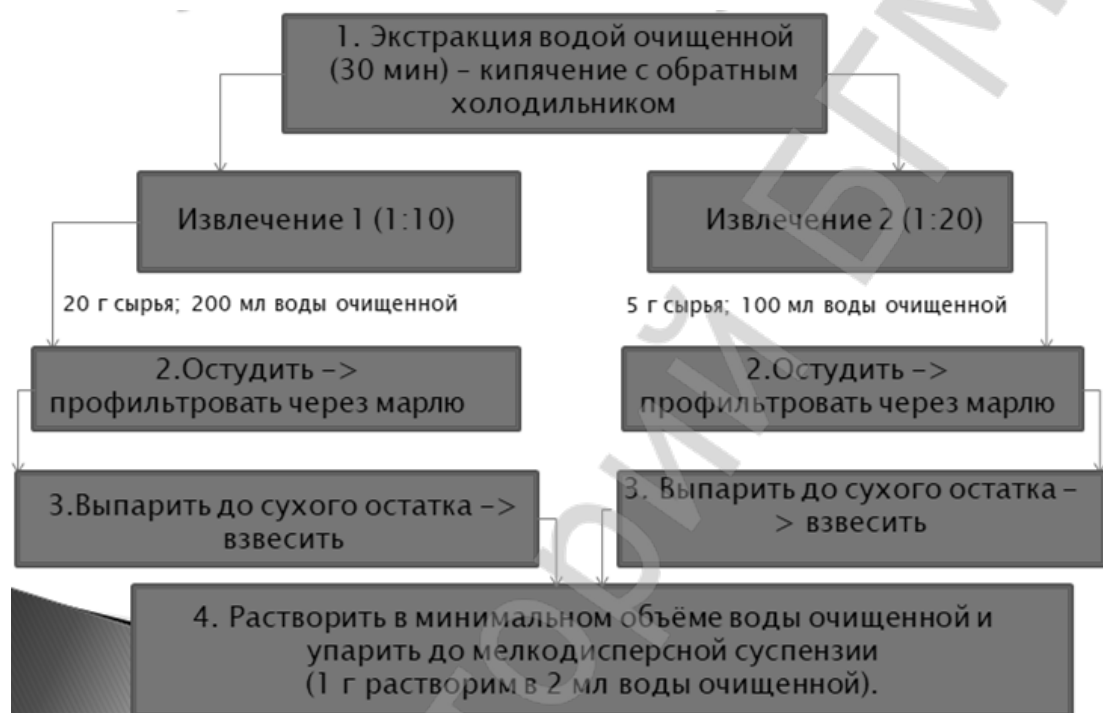 1. Экстракция водой очищенной
(30 мин) – кипячение с обратным
холодильником
Извлечение 1 (1:10)
Извлечение 2 (1:20)
20 г сырья; 200 мл воды очищенной
5 г сырья; 100 мл воды очищенной
2.Остудить –>
профильтровать через марлю
2.Остудить –>
профильтровать через марлю
3.Выпарить до сухого остатка –>
взвесить
3. Выпарить до сухого остатка –
> взвесить
4. Растворить в минимальном объёме воды очищенной и
упарить до мелкодисперсной суспензии
(1 г растворим в 2 мл воды очищенной).